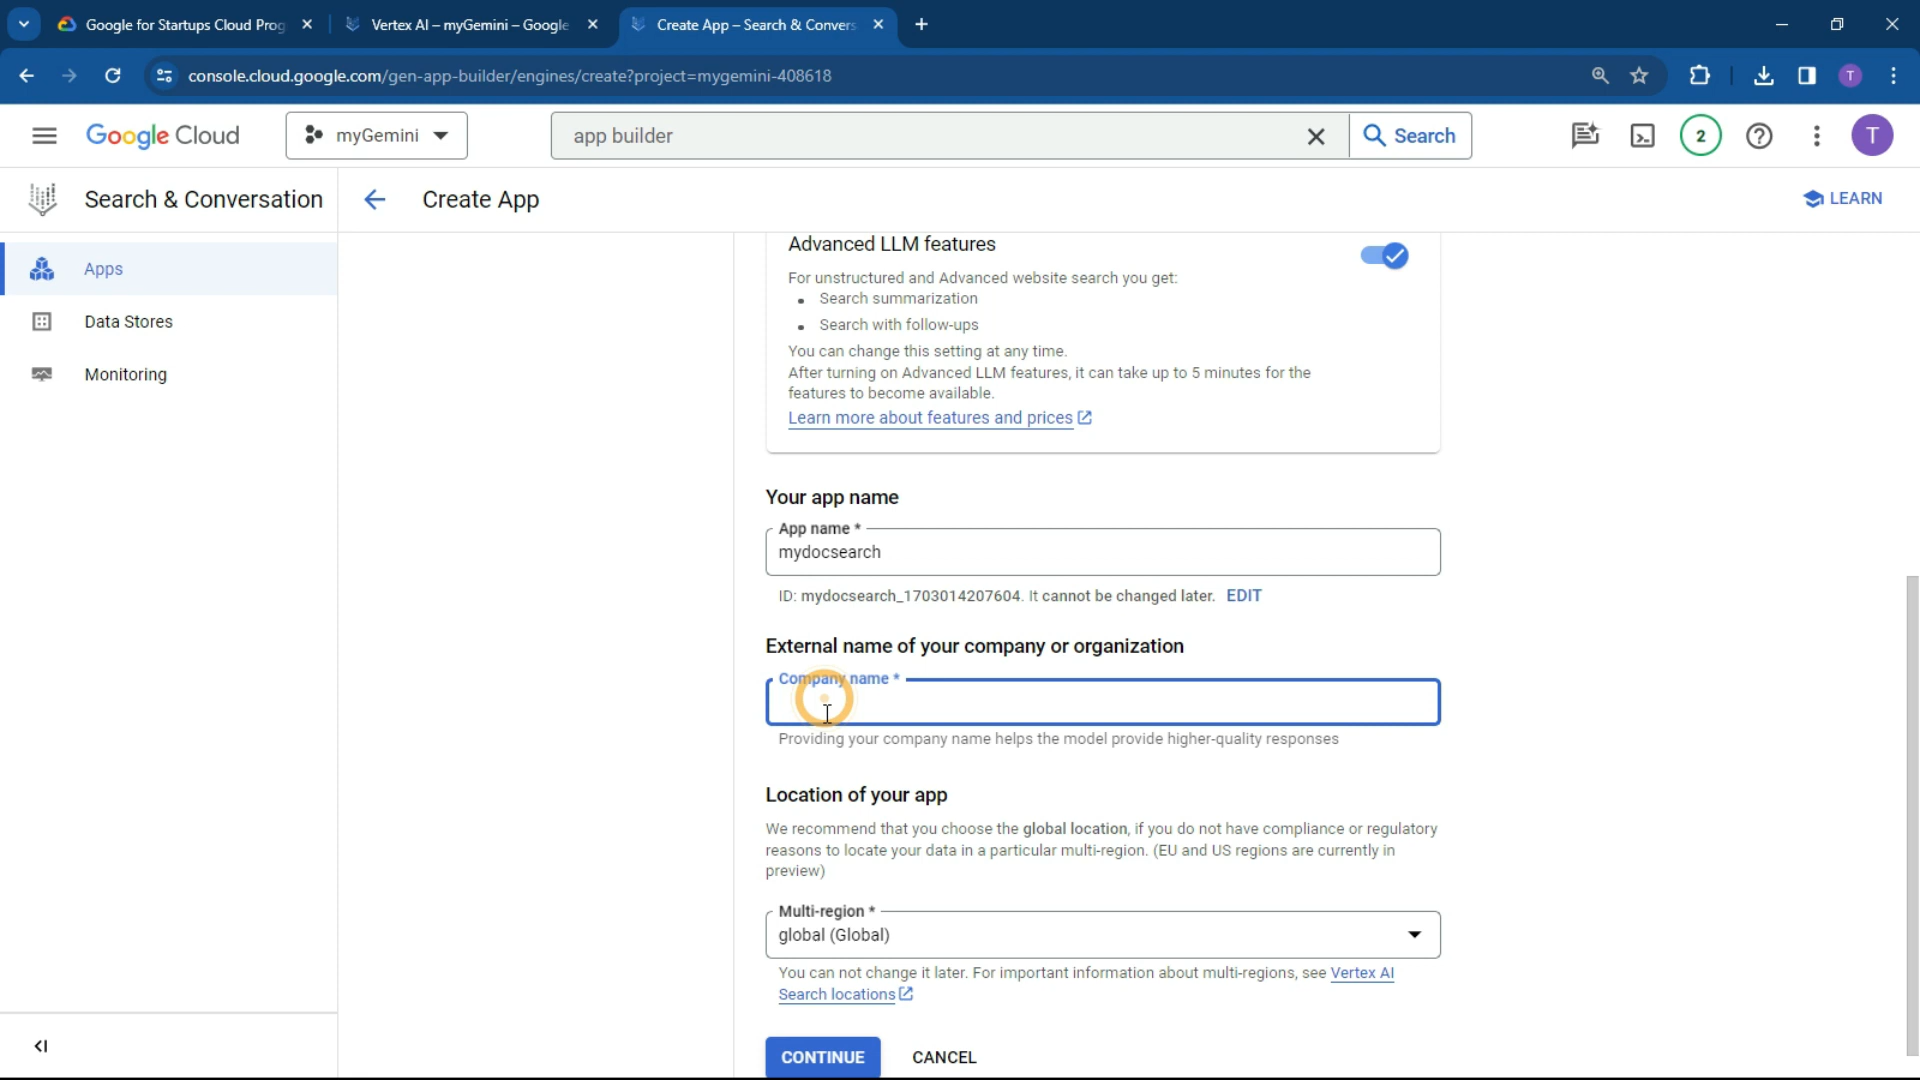 Google for Startups Cloud Prog
Vertex AI – myGemini – Google
Create App – Search & Convers
console.cloud.google.com/gen-app-builder/engines/create?project=mygemini-408618
T
Google Cloud
myGemini
app builder
Search
2
T
Search & Conversation
Create App
LEARN
Apps
Data Stores
Monitoring
Advanced LLM features
For unstructured and Advanced website search you get:
• Search summarization
• Search with follow-ups
You can change this setting at any time.
After turning on Advanced LLM features, it can take up to 5 minutes for the
features to become available.
Learn more about features and prices
Your app name
App name *
mydocsearch
ID: mydocsearch_1703014207604. It cannot be changed later. EDIT
External name of your company or organization
Company name *
Providing your company name helps the model provide higher-quality responses
Location of your app
We recommend that you choose the global location, if you do not have compliance or regulatory
reasons to locate your data in a particular multi-region. (EU and US regions are currently in
preview)
Multi-region *
global (Global)
You can not change it later. For important information about multi-regions, see Vertex AI
Search locations
CONTINUE
CANCEL